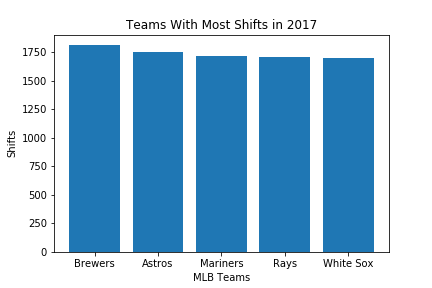 Teams With Most Shifts in 2017
Shifts
1750
1500
1250
1000
750
500
250
0
Brewers Astros Mariners Rays White Sox
MLB Teams